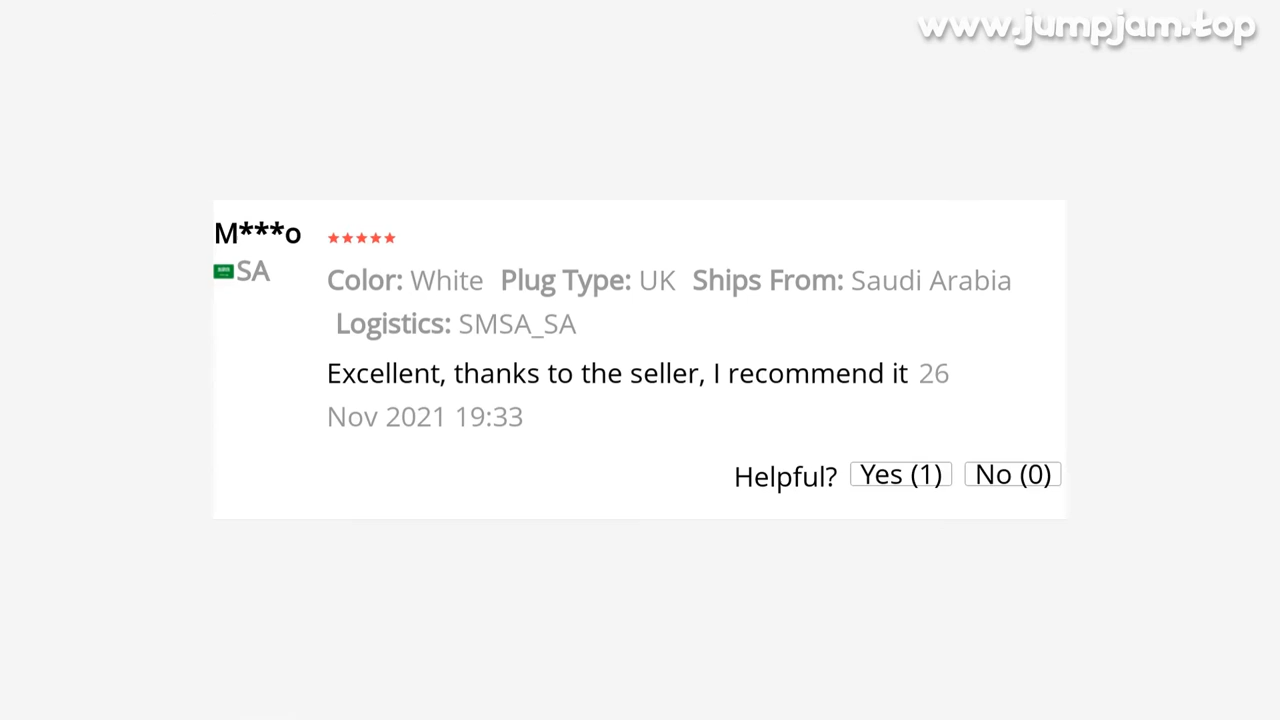 www.jumpjam.top
M***o
SA
Color: White Plug Type: UK Ships From: Saudi Arabia
Logistics: SMSA_SA
Excellent, thanks to the seller, I recommend it 26
Nov 2021 19:33
Helpful? Yes (1) No (0)